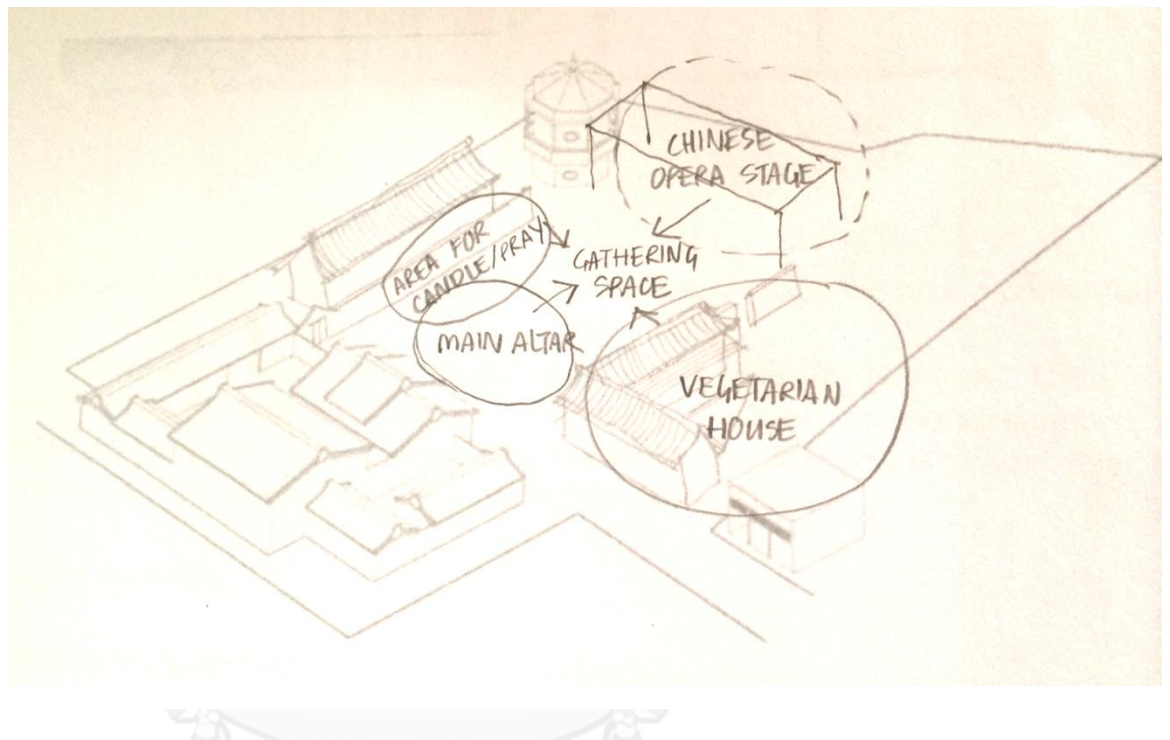 CHINESE
OPERA STAGE
AREA FOR
CANDLE/PRAY
GATHERING
SPACE
MAIN ALTAR
VEGETARIAN
HOUSE